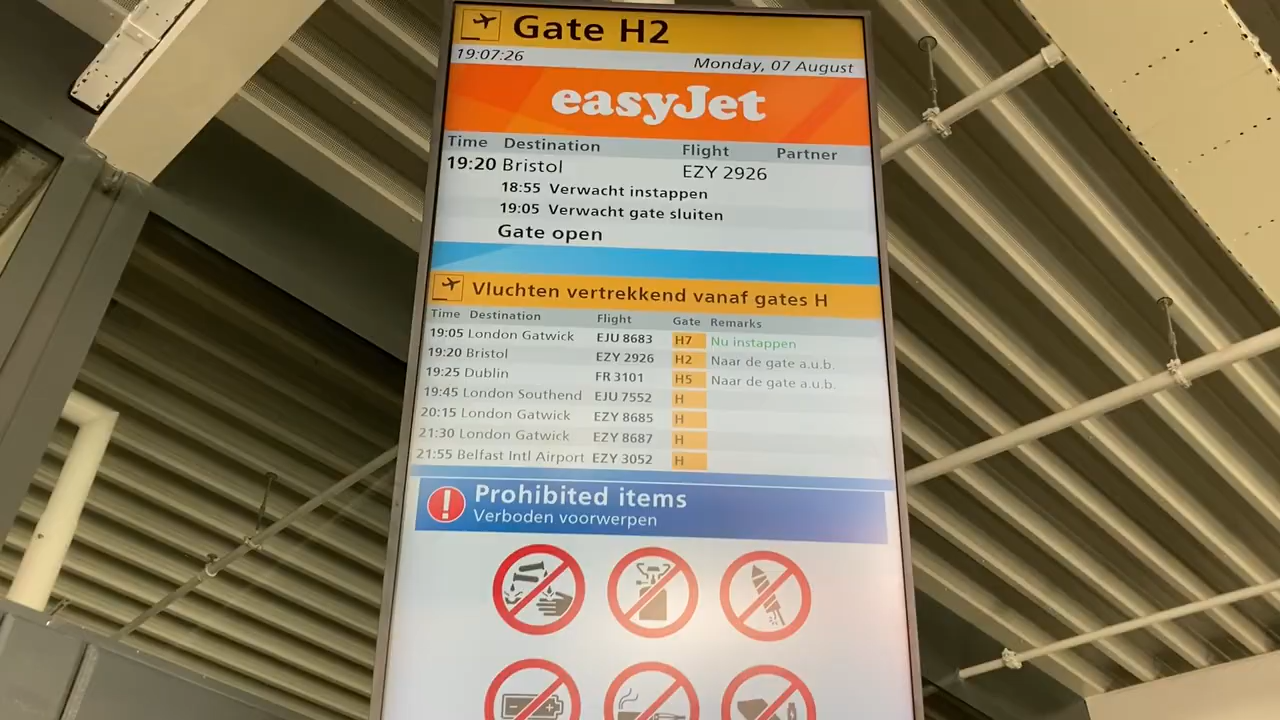 Gate H2
19:07:26 Monday, 07 August
easyJet
Time Destination Flight Partner
19:20 Bristol EZY 2926
18:55 Verwacht instappen
19:05 Verwacht gate sluiten
Gate open
Vluchten vertrekkend vanaf gates H
Time Destination Flight Gate Remarks
19:05 London Gatwick EJU 8683 H7 Nu instappen
19:20 Bristol EZY 2926 H2 Naar de gate a.u.b.
19:25 Dublin FR 3101 H5 Naar de gate a.u.b.
19:45 London Southend EJU 7552 H
20:15 London Gatwick EZY 8685 H
21:30 London Gatwick EZY 8687 H
21:55 Belfast Intl Airport EZY 3052 H
! Prohibited items
Verboden voorwerpen